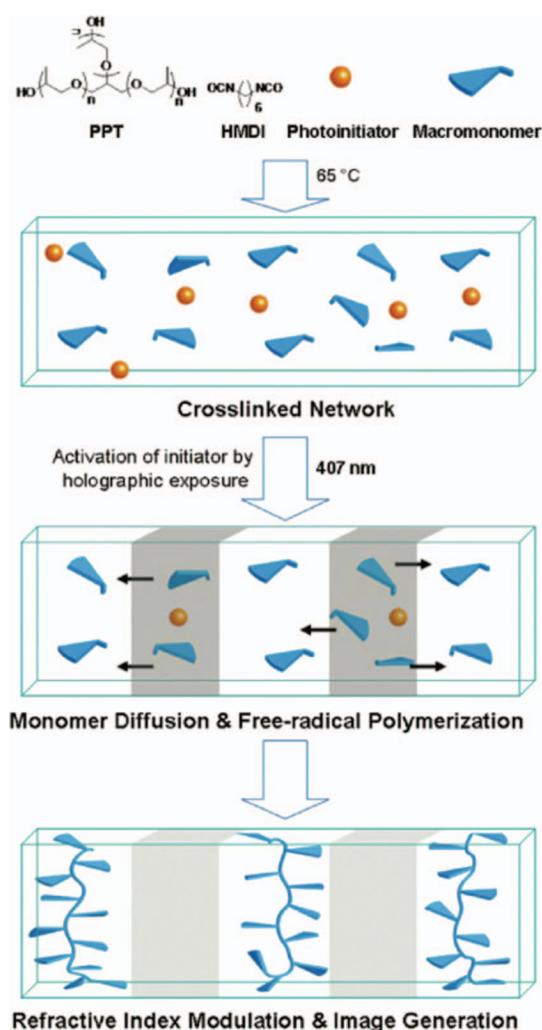 OH
n
O
HO
O
n
O
n
OH
OCN
NCO
6
PPT
HMDI
Photoinitiator
Macromonomer
65 °C
Crosslinked Network
Activation of initiator by
holographic exposure
407 nm
Monomer Diffusion & Free-radical Polymerization
Refractive Index Modulation & Image Generation